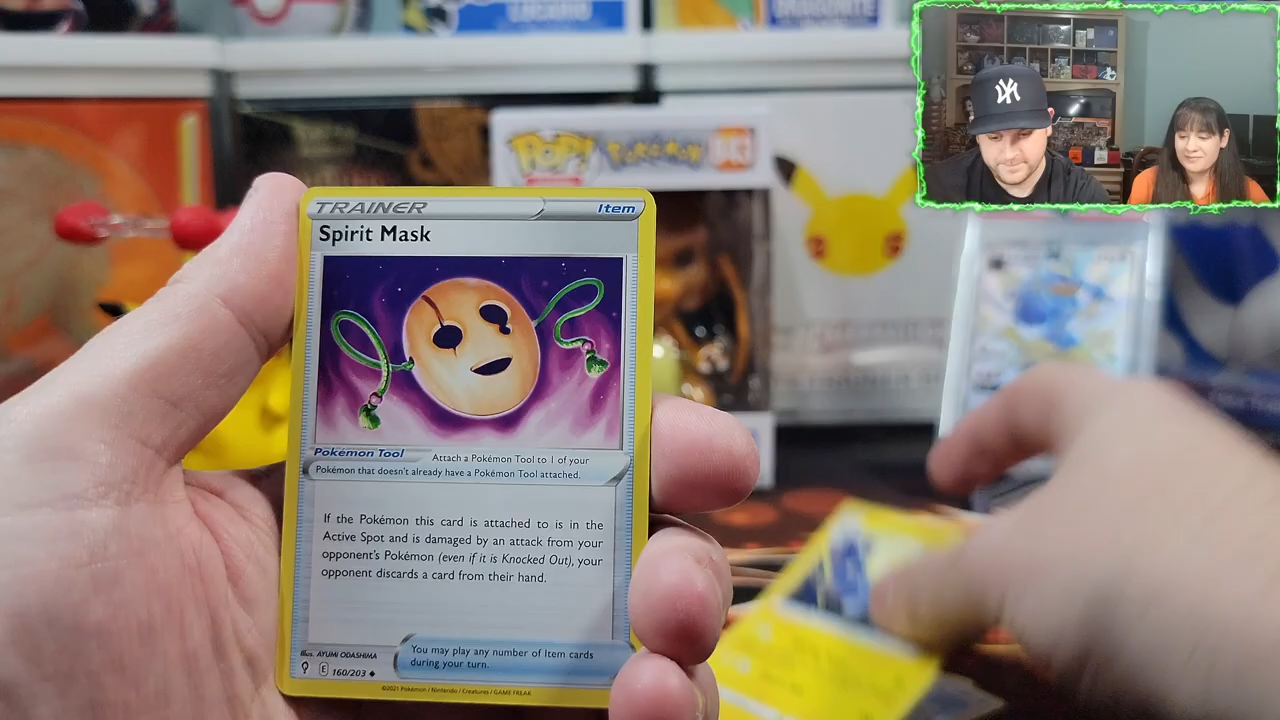 LUCARIO
DRAGONITE
POP!
Pokémon
843
NY
TRAINER
Item
Spirit Mask
Pokémon Tool
Attach a Pokémon Tool to 1 of your
Pokémon that doesn't already have a Pokémon Tool attached.
If the Pokémon this card is attached to is in the
Active Spot and is damaged by an attack from your
opponent's Pokémon (even if it is Knocked Out), your
opponent discards a card from their hand.
You may play any number of Item cards
during your turn.
Illus. AYUMI ODASHIMA
E 160/203
©2021 Pokémon / Nintendo / Creatures / GAME FREAK